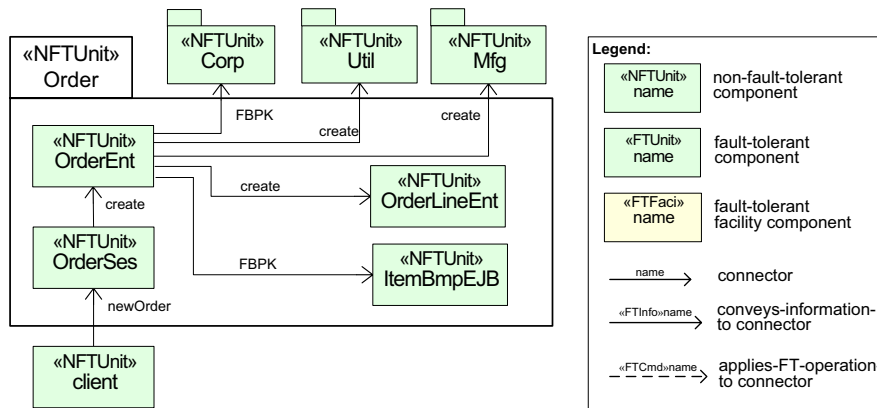 «NFTUnit»
Order
«NFTUnit»
Corp
«NFTUnit»
Util
«NFTUnit»
Mfg
FBPK
create
create
«NFTUnit»
OrderEnt
create
«NFTUnit»
OrderLineEnt
create
«NFTUnit»
OrderSes
FBPK
«NFTUnit»
ItemBmpEJB
newOrder
«NFTUnit»
client
Legend:
«NFTUnit»
name
non-fault-tolerant
component
«FTUnit»
name
fault-tolerant
component
«FTFaci»
name
fault-tolerant
facility component
name
connector
«FTInfo»name
conveys-information-
to connector
«FTCmd»name
applies-FT-operation-
to connector